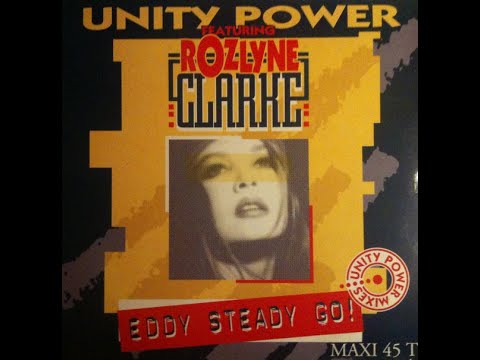 UNITY POWER
FEATURING
ROZLYNE
CLARKE
UNITY POWER MIXES
EDDY STEADY GO!
MAXI 45 T